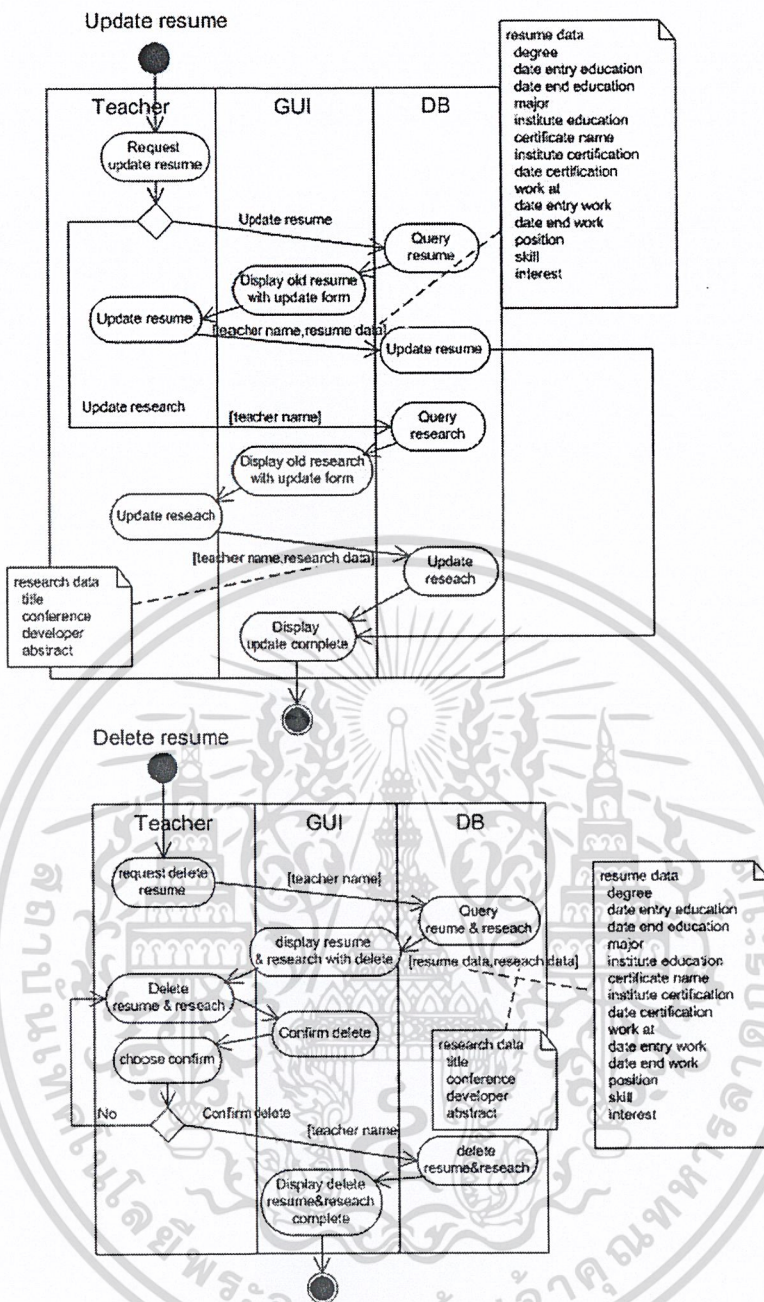 Update resume
Teacher
GUI
DB
Request
update resume
Update resume
Query
resume
Display old resume
with update form
Update resume
[teacher name,resume data]
Update resume
resume data
degree
date entry education
date end education
major
institute education
certificate name
institute certification
date certification
work at
date entry work
date end work
position
skill
interest
Update research
[teacher name]
Query
research
Display old research
with update form
Update reseach
[teacher name,research data]
Update
reseach
research data
title
conference
developer
abstract
Display
update complete
Delete resume
Teacher
GUI
DB
request delete
resume
[teacher name]
Query
reume & reseach
display resume
& research with delete
[resume data,reseach data]
Delete
resume & reseach
Confirm delete
choose confirm
No
Confirm delete
[teacher name
delete
resume&reseach
Display delete
resume&reseach
complete
research data
title
conference
developer
abstract
resume data
degree
date entry education
date end education
major
institute education
certificate name
institute certification
date certification
work at
date entry work
date end work
position
skill
interest